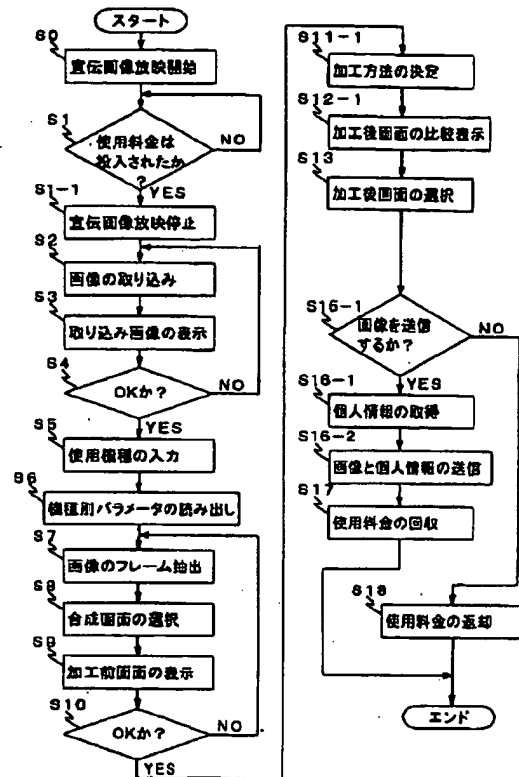 スタート
S0
宣伝画像放映開始
S1
使用料金は
投入されたか
?
NO
YES
S1-1
宣伝画像放映停止
S2
画像の取り込み
S3
取り込み画像の表示
S4
OKか?
NO
YES
S5
使用機種の入力
S6
機種別パラメータの読み出し
S7
画像のフレーム抽出
S8
合成画面の選択
S9
加工前画面の表示
S10
OKか?
NO
YES
S11-1
加工方法の決定
S12-1
加工後画面の比較表示
S13
加工後画面の選択
S15-1
画像を送信
するか?
NO
YES
S16-1
個人情報の取得
S16-2
画像と個人情報の送信
S17
使用料金の回収
S18
使用料金の返却
エンド